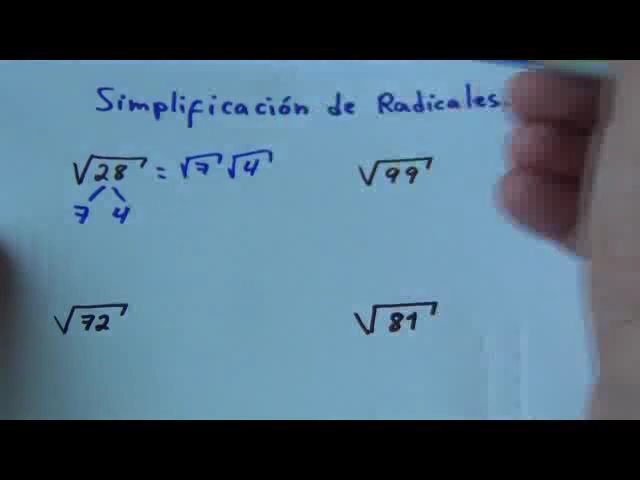 Simplificación de Radicales.
√28 = √7 √4
7 4
√99
√72
√81